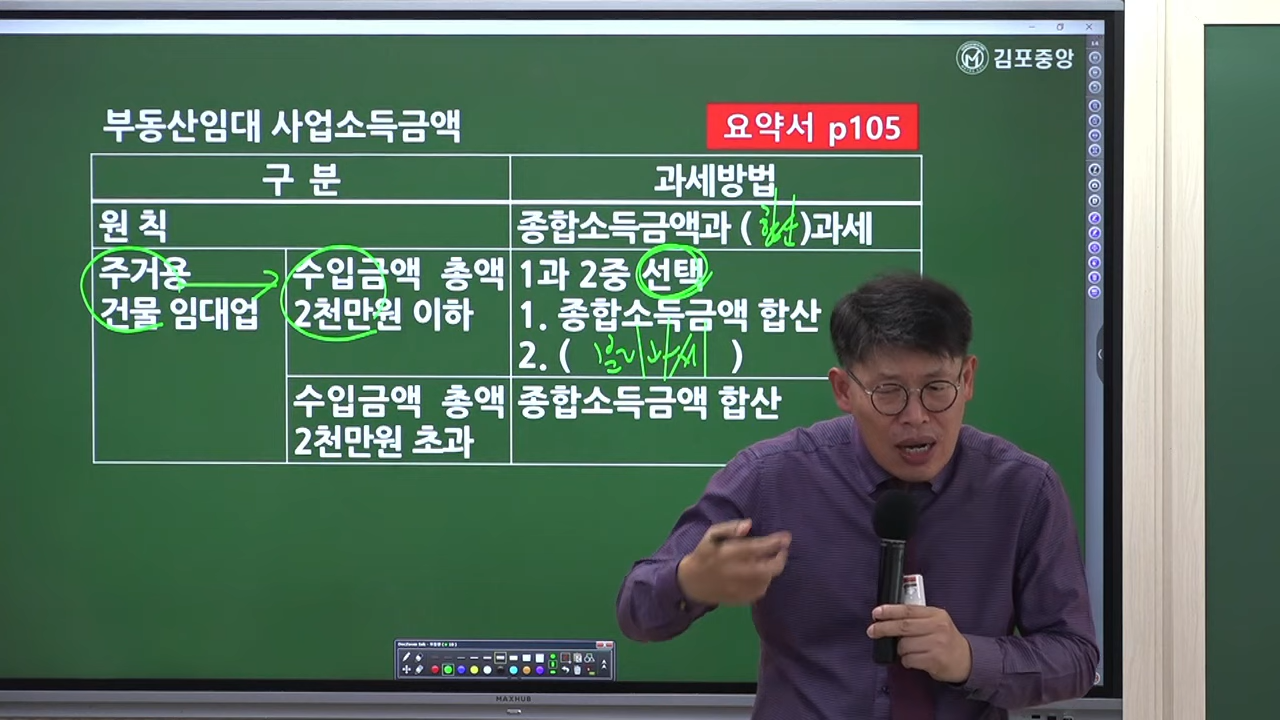 김포중앙
부동산임대 사업소득금액
요약서 p105
구 분
과세방법
원 칙
종합소득금액과 (합산)과세
주거용
건물 임대업
수입금액 총액
2천만원 이하
1과 2중 선택
1. 종합소득금액 합산
2. ( 분리과세 )
수입금액 총액
2천만원 초과
종합소득금액 합산
MAXHUB